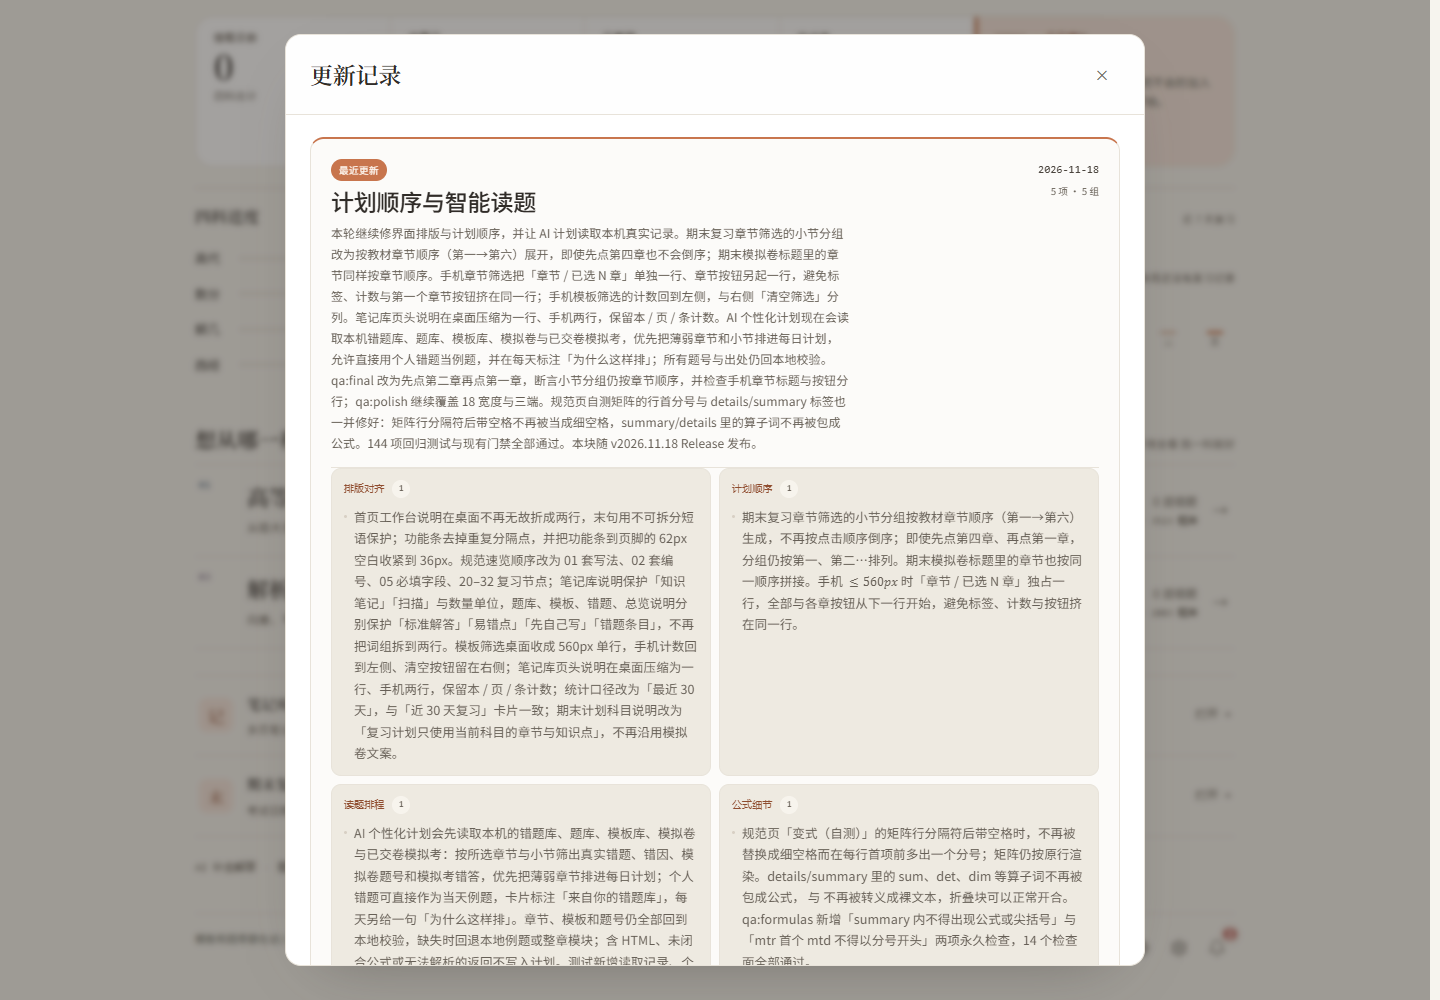 更新记录
×
最近更新
2026-11-18
计划顺序与智能读题
5 项 · 5 组
本轮继续修界面排版与计划顺序，并让 AI 计划读取本机真实记录。期末复习章节筛选的小节分组
改为按教材章节顺序（第一→第六）展开，即使先点第四章也不会倒序；期末模拟卷标题里的章
节同样按章节顺序。手机章节筛选把「章节 / 已选 N 章」单独一行、章节按钮另起一行，避免标
签、计数与第一个章节按钮挤在同一行；手机模板筛选的计数回到左侧，与右侧「清空筛选」分
列。笔记库页头说明在桌面压缩为一行、手机两行，保留本 / 页 / 条计数。AI 个性化计划现在会读
取本机错题库、题库、模板库、模拟卷与已交卷模拟考，优先把薄弱章节和小节排进每日计划，
允许直接用个人错题当例题，并在每天标注「为什么这样排」；所有题号与出处仍回本地校验。
qa:final 改为先点第二章再点第一章，断言小节分组仍按章节顺序，并检查手机章节标题与按钮分
行；qa:polish 继续覆盖 18 宽度与三端。规范页自测矩阵的行首分号与 details/summary 标签也
一并修好：矩阵行分隔符后带空格不再被当成细空格，summary/details 里的算子词不再被包成
公式。144 项回归测试与现有门禁全部通过。本块随 v2026.11.18 Release 发布。
排版对齐 1
首页工作台说明在桌面不再无故折成两行，末句用不可拆分短
语保护；功能条去掉重复分隔点，并把功能条到页脚的 62px
空白收紧到 36px。规范速览顺序改为 01 套写法、02 套编
号、05 必填字段、20–32 复习节点；笔记库说明保护「知识
笔记」「扫描」与数量单位，题库、模板、错题、总览说明分
别保护「标准解答」「易错点」「先自己写」「错题条目」，不再
把词组拆到两行。模板筛选桌面收成 560px 单行，手机计数回
到左侧、清空按钮留在右侧；笔记库页头说明在桌面压缩为一
行、手机两行，保留本 / 页 / 条计数；统计口径改为「最近 30
天」，与「近 30 天复习」卡片一致；期末计划科目说明改为
「复习计划只使用当前科目的章节与知识点」，不再沿用模拟
卷文案。
计划顺序 1
期末复习章节筛选的小节分组按教材章节顺序（第一→第六）
生成，不再按点击顺序倒序；即使先点第四章、再点第一章，
分组仍按第一、第二…排列。期末模拟卷标题里的章节也按同
一顺序拼接。手机 ≤ 560px 时「章节 / 已选 N 章」独占一
行，全部与各章按钮从下一行开始，避免标签、计数与按钮挤
在同一行。
读题排程 1
AI 个性化计划会先读取本机的错题库、题库、模板库、模拟卷
与已交卷模拟考：按所选章节与小节筛出真实错题、错因、模
拟卷题号和模拟考错答，优先把薄弱章节排进每日计划；个人
错题可直接作为当天例题，卡片标注「来自你的错题库」，每
天另给一句「为什么这样排」。章节、模板和题号仍全部回到
本地校验，缺失时回退本地例题或整章模块；含 HTML、未闭
合公式或无法解析的返回不写入计划。测试新增读取记录、个
公式细节 1
规范页「变式（自测）」的矩阵行分隔符后带空格时，不再被
替换成细空格而在每行首项前多出一个分号；矩阵仍按原行渲
染。details/summary 里的 sum、det、dim 等算子词不再被
包成公式， 与 不再被转义成裸文本，折叠块可以正常开合。
qa:formulas 新增「summary 内不得出现公式或尖括号」与
「mtr 首个 mtd 不得以分号开头」两项永久检查，14 个检查
面全部通过。